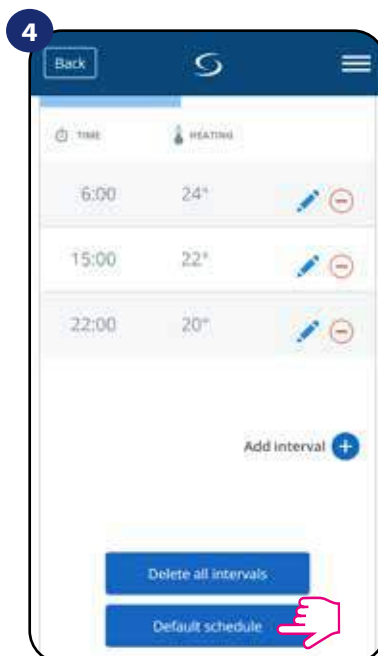 4
Back
TIME HEATING
6:00 24°
15:00 22°
22:00 20°
Add interval
Delete all intervals
Default schedule